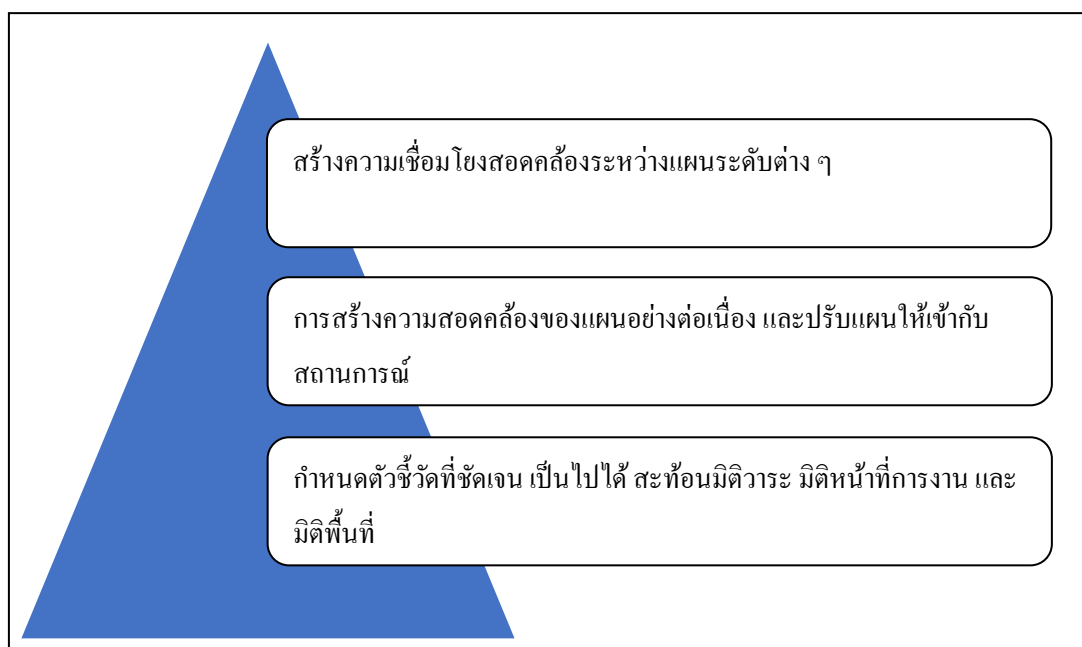 สร้างความเชื่อมโยงสอดคล้องระหว่างแผนระดับต่าง ๆ
การสร้างความสอดคล้องของแผนอย่างต่อเนื่อง และปรับแผนให้เข้ากับ
สถานการณ์
กำหนดตัวชี้วัดที่ชัดเจน เป็นไปได้ สะท้อนมิติวาระ มิติหน้าที่การงาน และ
มิติพื้นที่